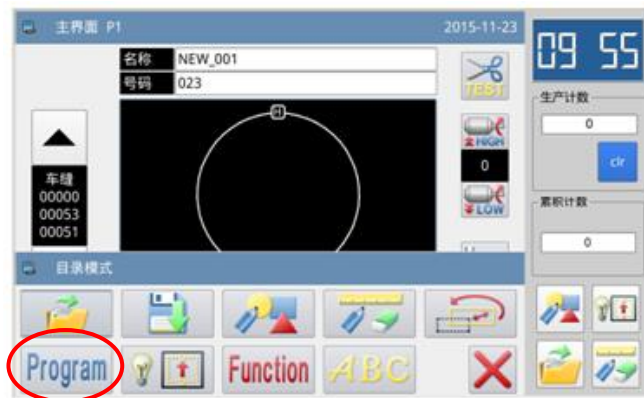 主界面 P1
2015-11-23
09 55
名称 NEW_001
号码 023
TEST
生产计数
0
clr
HIGH
0
LOW
车缝
00000
00053
00051
累积计数
0
目录模式
Program
Function
ABC